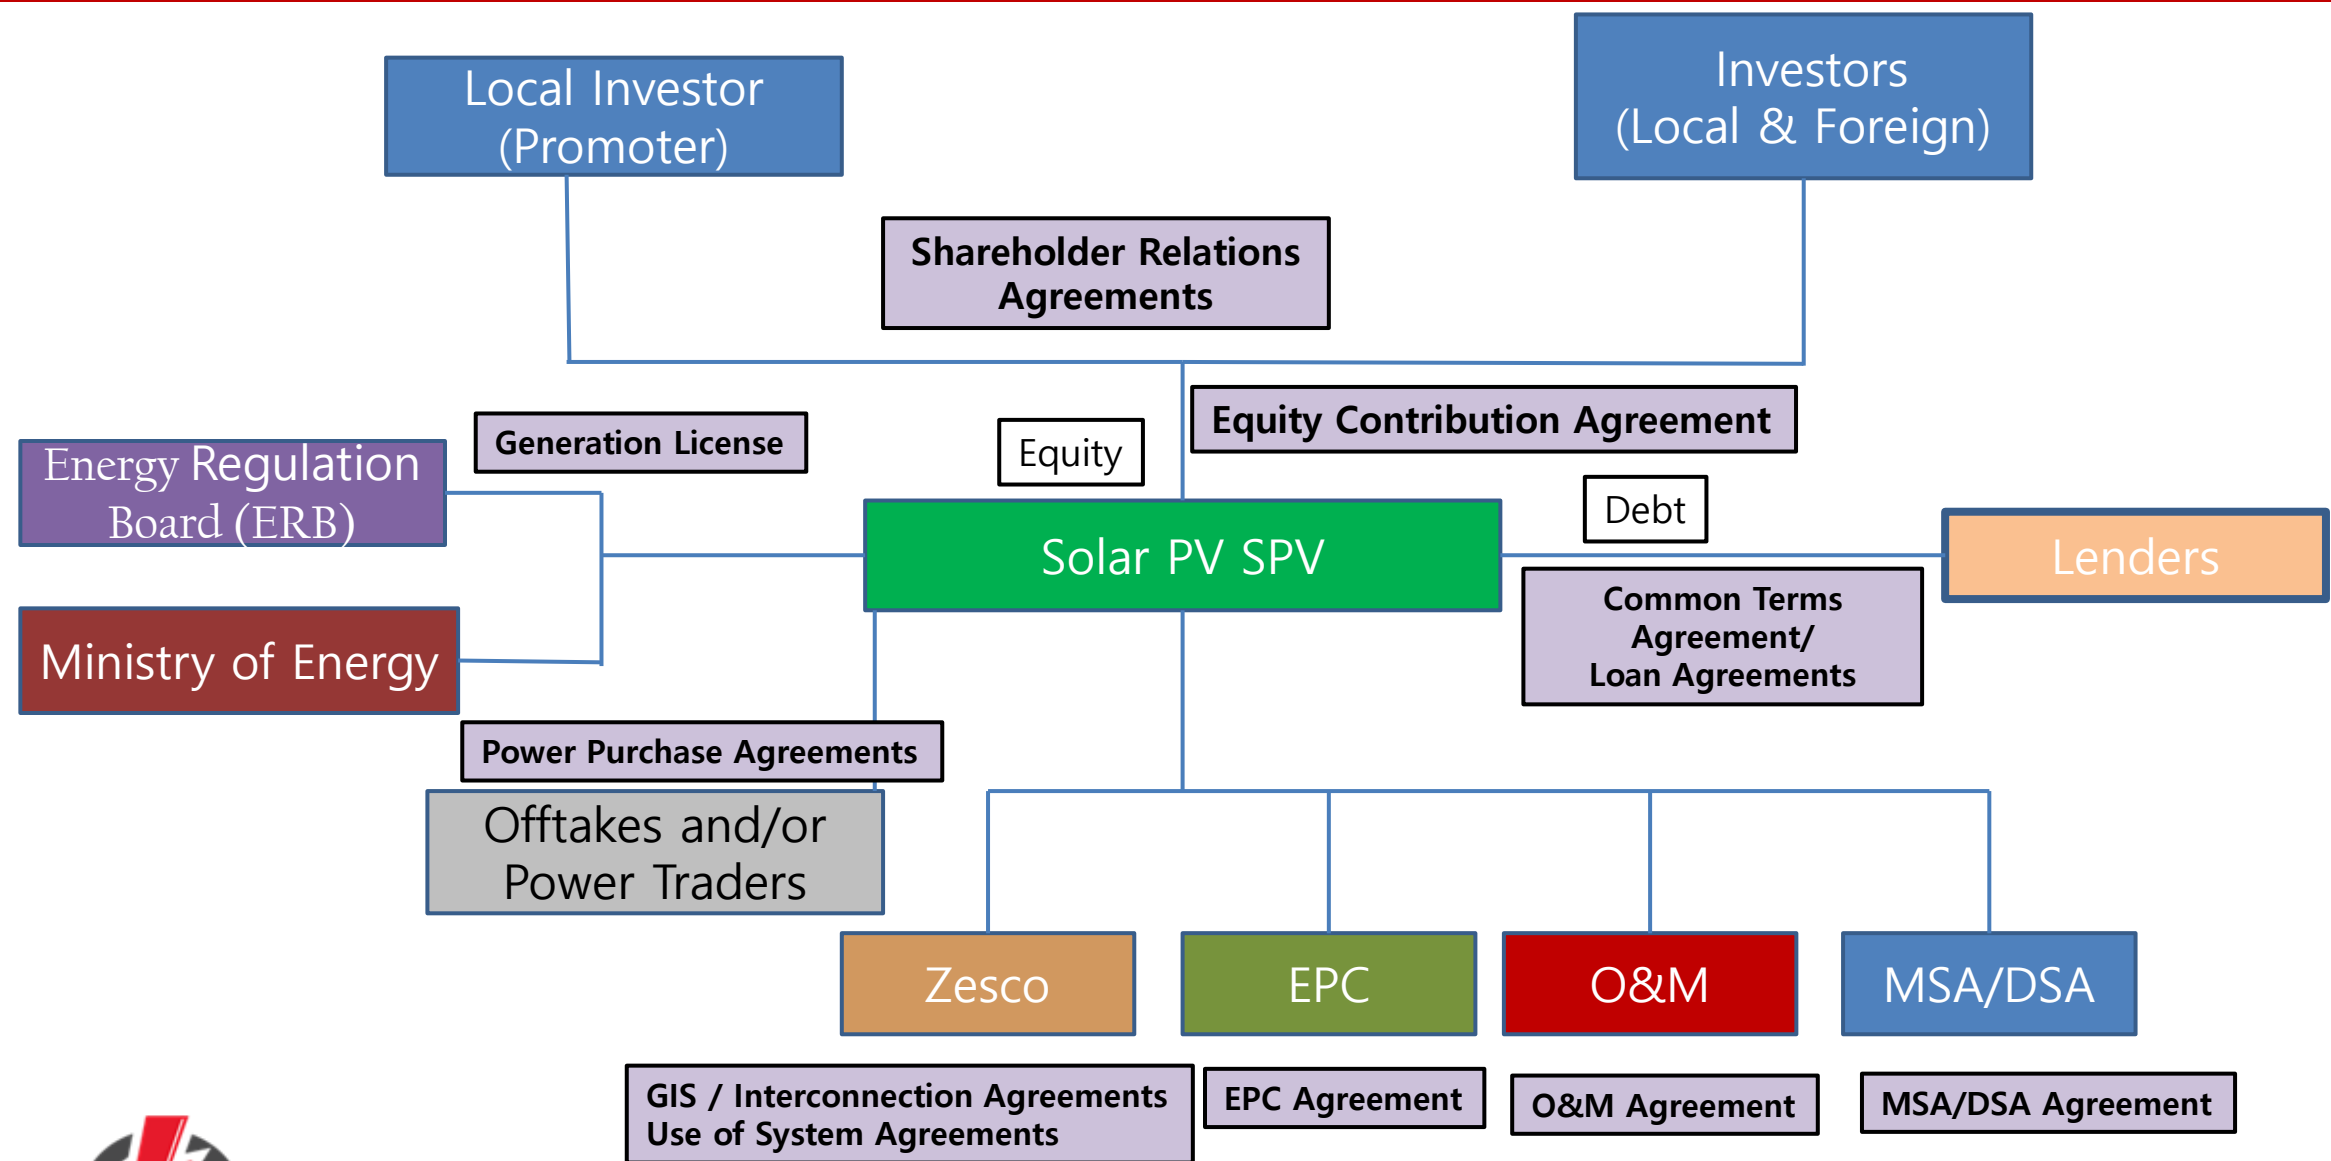 Local Investor
(Promoter)
Investors
(Local & Foreign)
Shareholder Relations
Agreements
Equity Contribution Agreement
Generation License
Equity
Energy Regulation
Board (ERB)
Debt
Solar PV SPV
Lenders
Common Terms
Agreement/
Loan Agreements
Ministry of Energy
Power Purchase Agreements
Offtakes and/or
Power Traders
Zesco
EPC
O&M
MSA/DSA
GIS / Interconnection Agreements
Use of System Agreements
EPC Agreement
O&M Agreement
MSA/DSA Agreement